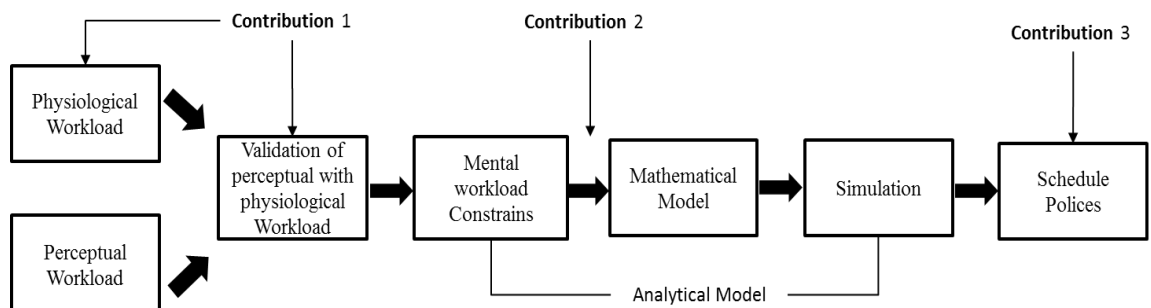 Contribution 1
Contribution 2
Contribution 3
Physiological
Workload
Perceptual
Workload
Validation of
perceptual with
physiological
Workload
Mental
workload
Constrains
Mathematical
Model
Simulation
Schedule
Polices
Analytical Model